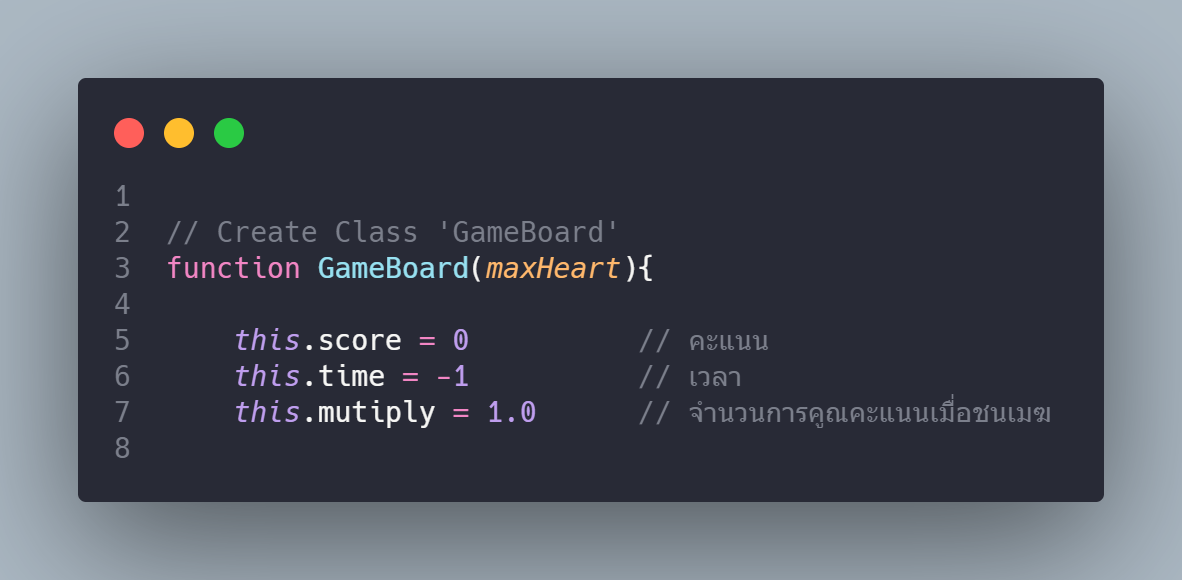 1
2 // Create Class 'GameBoard'
3 function GameBoard(maxHeart){
4
5 this.score = 0 // คะแนน
6 this.time = -1 // เวลา
7 this.mutiply = 1.0 // จำนวนการคูณคะแนนเมื่อชนเมฆ
8